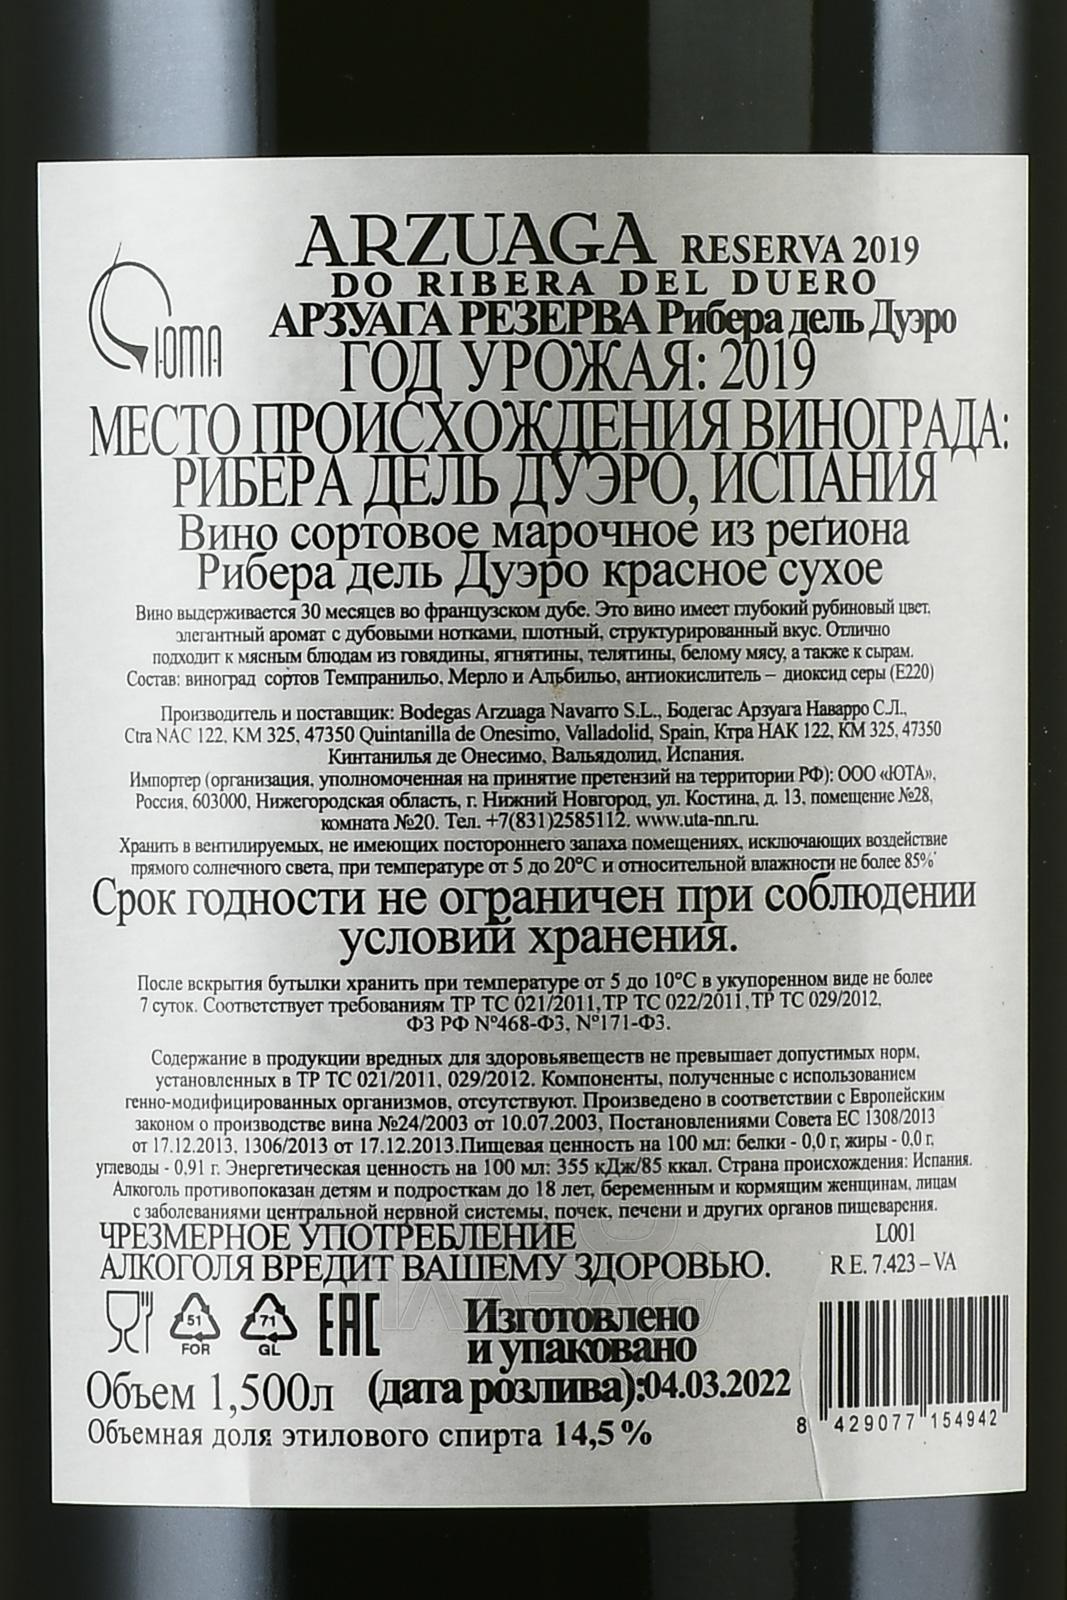 ЮТА
ARZUAGA RESERVA 2019
DO RIBERA DEL DUERO
АРЗУАГА РЕЗЕРВА Рибера дель Дуэро
ГОД УРОЖАЯ: 2019
МЕСТО ПРОИСХОЖДЕНИЯ ВИНОГРАДА:
РИБЕРА ДЕЛЬ ДУЭРО, ИСПАНИЯ
Вино сортовое марочное из региона
Рибера дель Дуэро красное сухое
Вино выдерживается 30 месяцев во французском дубе. Это вино имеет глубокий рубиновый цвет,
элегантный аромат с дубовыми нотками, плотный, структурированный вкус. Отлично
подходит к мясным блюдам из говядины, ягнятины, телятины, белому мясу, а также к сырам.
Состав: виноград сортов Темпранильо, Мерло и Альбильо, антиокислитель – диоксид серы (Е220)
Производитель и поставщик: Bodegas Arzuaga Navarro S.L., Бодегас Арзуага Наварро С.Л.,
Ctra NAC 122, KM 325, 47350 Quintanilla de Onesimo, Valladolid, Spain, Ктра НАК 122, КМ 325, 47350
Кинтанилья де Онесимо, Вальядолид, Испания.
Импортер (организация, уполномоченная на принятие претензий на территории РФ): ООО «ЮТА»,
Россия, 603000, Нижегородская область, г. Нижний Новгород, ул. Костина, д. 13, помещение №28,
комната №20. Тел. +7(831)2585112. www.uta-nn.ru.
Хранить в вентилируемых, не имеющих постороннего запаха помещениях, исключающих воздействие
прямого солнечного света, при температуре от 5 до 20°С и относительной влажности не более 85%
Срок годности не ограничен при соблюдении
условий хранения.
После вскрытия бутылки хранить при температуре от 5 до 10°С в укупоренном виде не более
7 суток. Соответствует требованиям ТР ТС 021/2011, ТР ТС 022/2011, ТР ТС 029/2012,
ФЗ РФ N°468-ФЗ, N°171-ФЗ.
Содержание в продукции вредных для здоровьявеществ не превышает допустимых норм,
установленных в ТР ТС 021/2011, 029/2012. Компоненты, полученные с использованием
генно-модифицированных организмов, отсутствуют. Произведено в соответствии с Европейским
законом о производстве вина №24/2003 от 10.07.2003, Постановлениями Совета ЕС 1308/2013
от 17.12.2013, 1306/2013 от 17.12.2013.Пищевая ценность на 100 мл: белки - 0,0 г, жиры - 0,0 г,
углеводы - 0,91 г. Энергетическая ценность на 100 мл: 355 кДж/85 ккал. Страна происхождения: Испания.
Алкоголь противопоказан детям и подросткам до 18 лет, беременным и кормящим женщинам, лицам
с заболеваниями центральной нервной системы, почек, печени и других органов пищеварения.
ЧРЕЗМЕРНОЕ УПОТРЕБЛЕНИЕ
АЛКОГОЛЯ ВРЕДИТ ВАШЕМУ ЗДОРОВЬЮ.
L001
R E. 7.423 – VA
51
FOR
71
GL
EAC
Изготовлено
и упаковано
Объем 1,500л (дата розлива):04.03.2022
Объемная доля этилового спирта 14,5 %
8 429077 154942